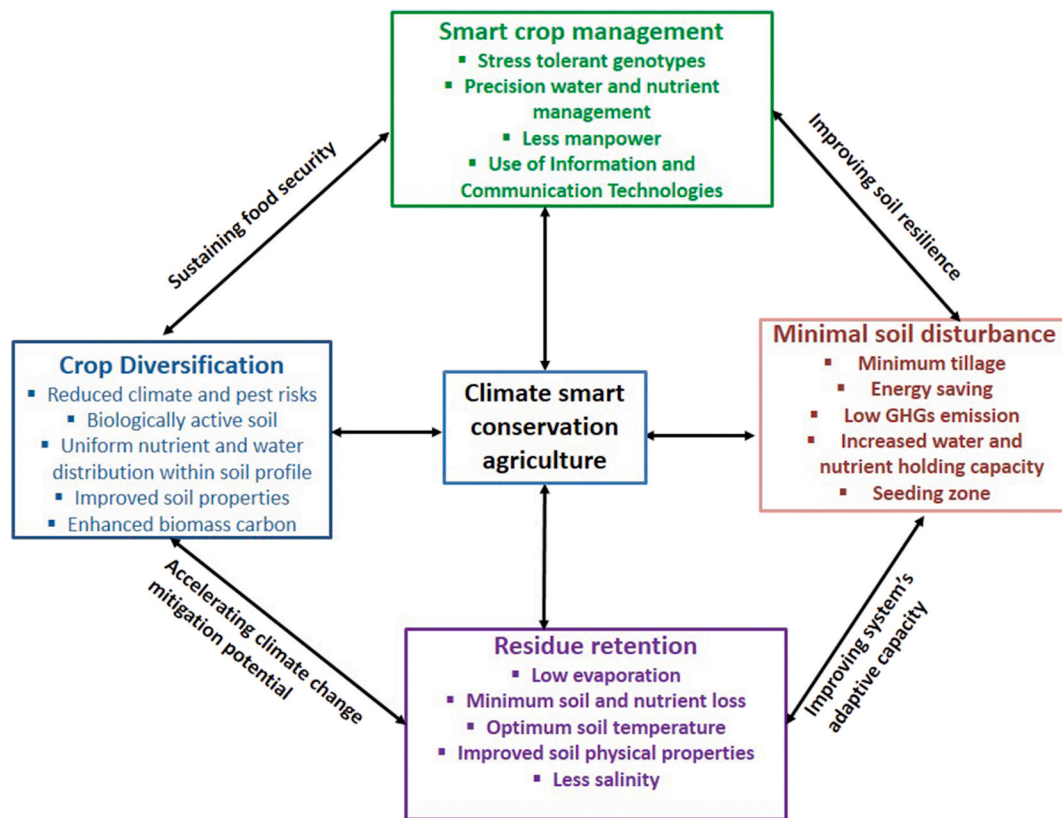 Smart crop management
▪ Stress tolerant genotypes
▪ Precision water and nutrient
management
▪ Less manpower
▪ Use of Information and
Communication Technologies
Sustaining food security
Improving soil resilience
Crop Diversification
▪ Reduced climate and pest risks
▪ Biologically active soil
▪ Uniform nutrient and water
distribution within soil profile
▪ Improved soil properties
▪ Enhanced biomass carbon
Climate smart
conservation
agriculture
Minimal soil disturbance
▪ Minimum tillage
▪ Energy saving
▪ Low GHGs emission
▪ Increased water and
nutrient holding capacity
▪ Seeding zone
Accelerating climate change
mitigation potential
Improving system's
adaptive capacity
Residue retention
▪ Low evaporation
▪ Minimum soil and nutrient loss
▪ Optimum soil temperature
▪ Improved soil physical properties
▪ Less salinity